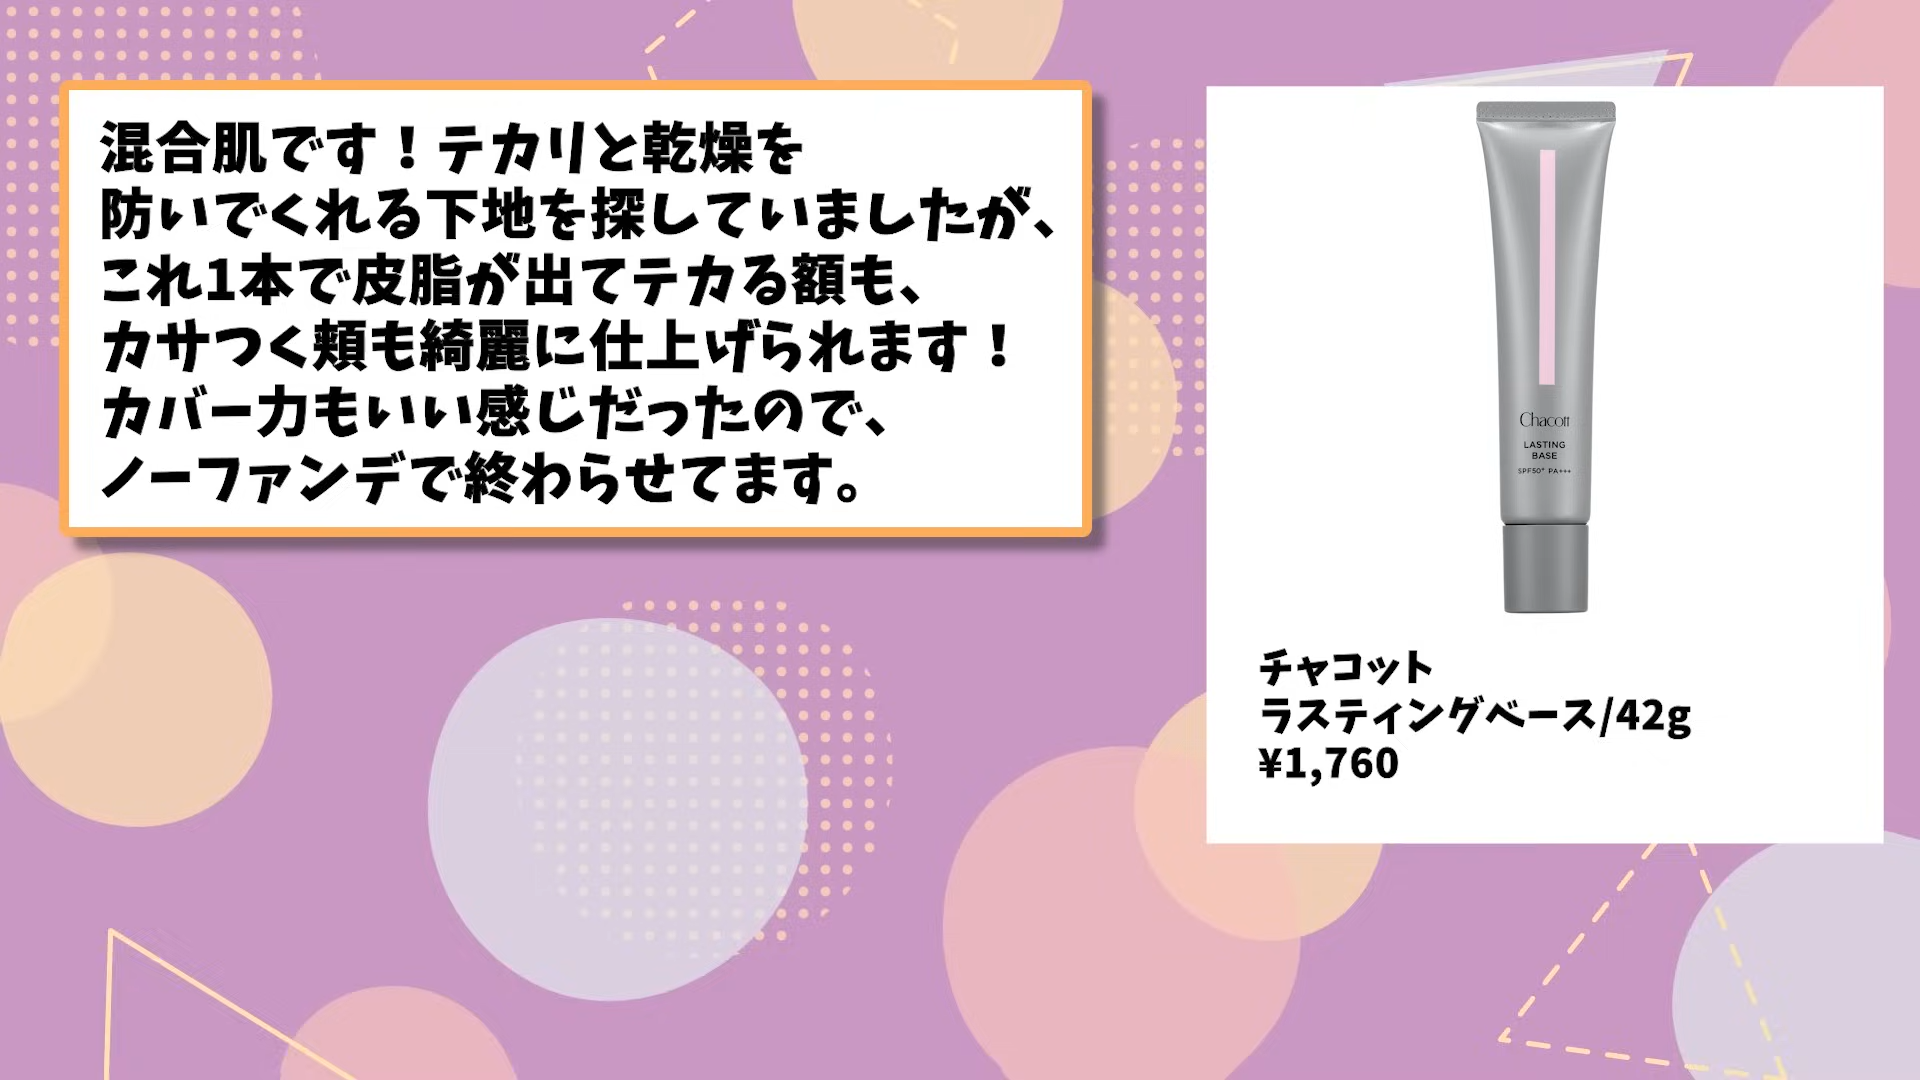 混合肌です！テカリと乾燥を
防いでくれる下地を探していましたが、
これ1本で皮脂が出てテカる額も、
カサつく頬も綺麗に仕上げられます！
カバー力もいい感じだったので、
ノーファンデで終わらせてます。
Chacott
LASTING
BASE
SPF50+ PA+++
チャコット
ラスティングベース/42g
¥1,760